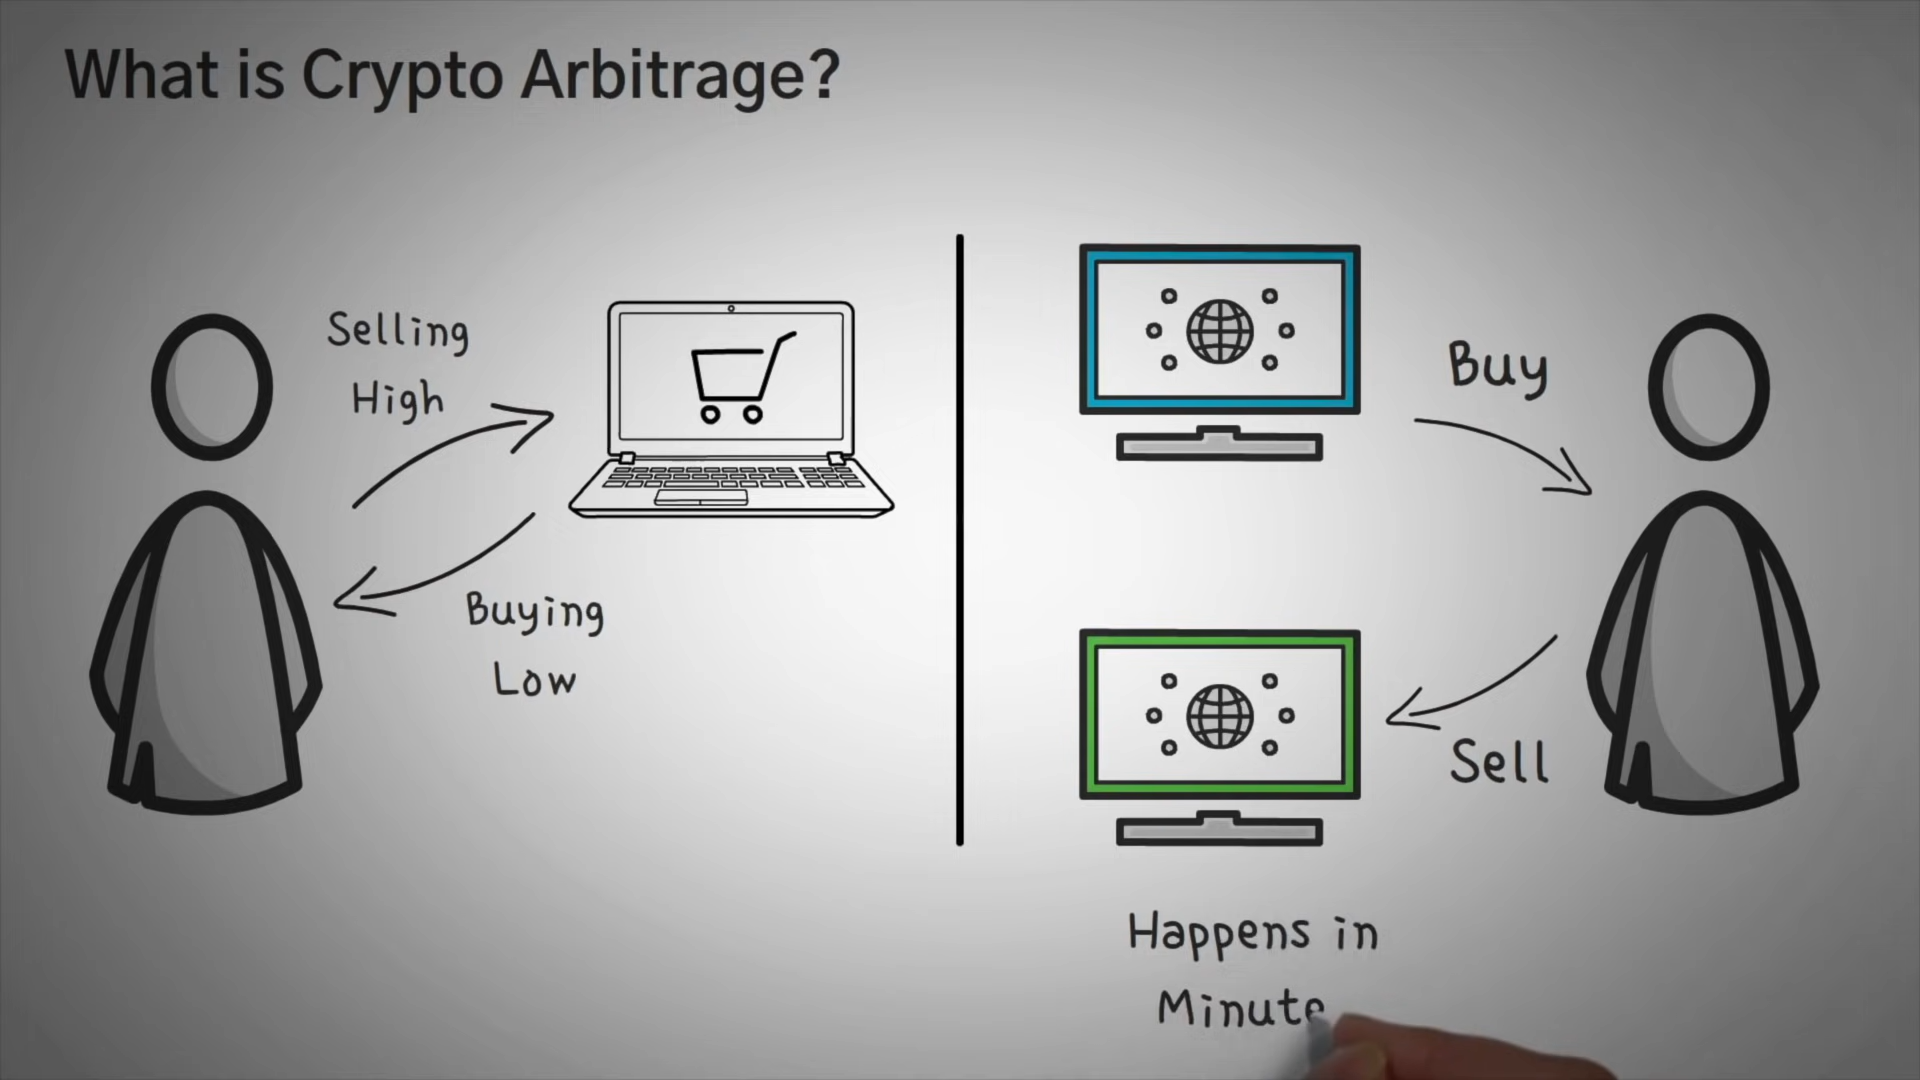 What is Crypto Arbitrage?
Selling
High
Buying
Low
Buy
Sell
Happens in
Minute